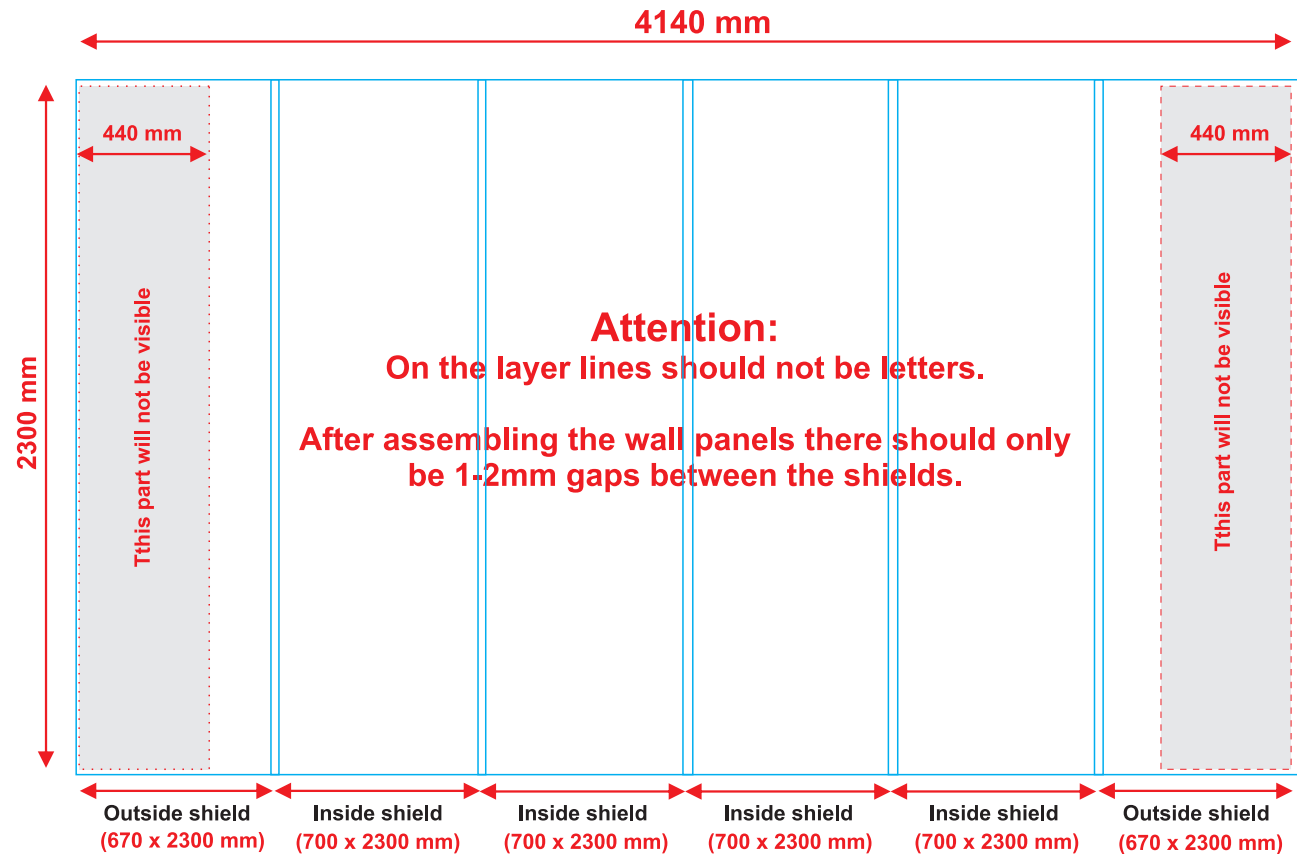 4140 mm
440 mm
440 mm
2300 mm
Tthis part will not be visible
Tthis part will not be visible
Attention:
On the layer lines should not be letters.
After assembling the wall panels there should only
be 1-2mm gaps between the shields.
Outside shield
(670 x 2300 mm)
Inside shield
(700 x 2300 mm)
Inside shield
(700 x 2300 mm)
Inside shield
(700 x 2300 mm)
Inside shield
(700 x 2300 mm)
Outside shield
(670 x 2300 mm)